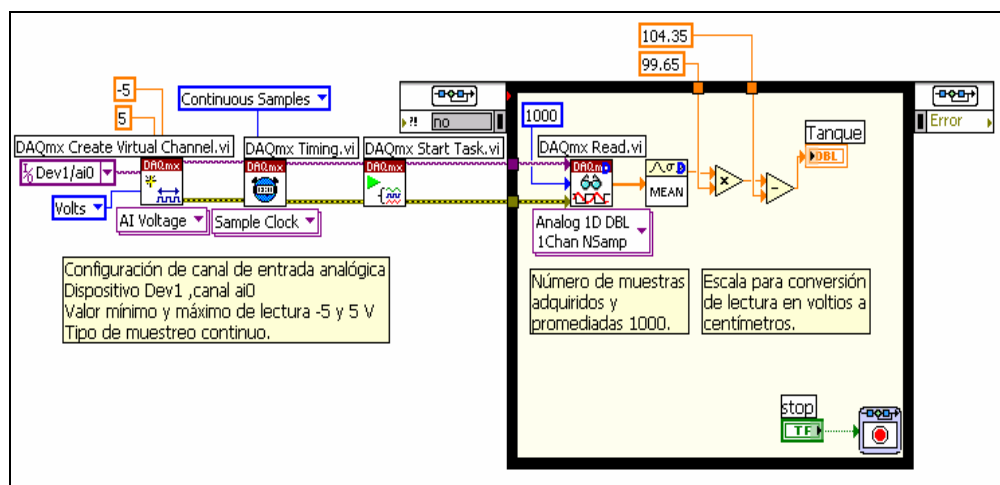 104.35
99.65
-5
5
Continuous Samples
?! no
Error
1000
Tanque
DBL
DAQmx Create Virtual Channel.vi
DAQmx Timing.vi
DAQmx Start Task.vi
DAQmx Read.vi
I/O Dev1/ai0
DAQmx
DAQmx
DAQmx
DAQm
MEAN
Volts
AI Voltage
Sample Clock
Analog 1D DBL
1Chan NSamp
Configuración de canal de entrada analógica
Dispositivo Dev1 ,canal ai0
Valor mínimo y máximo de lectura -5 y 5 V
Tipo de muestreo continuo.
Número de muestras
adquiridos y
promediadas 1000.
Escala para conversión
de lectura en voltios a
centímetros.
stop
TF